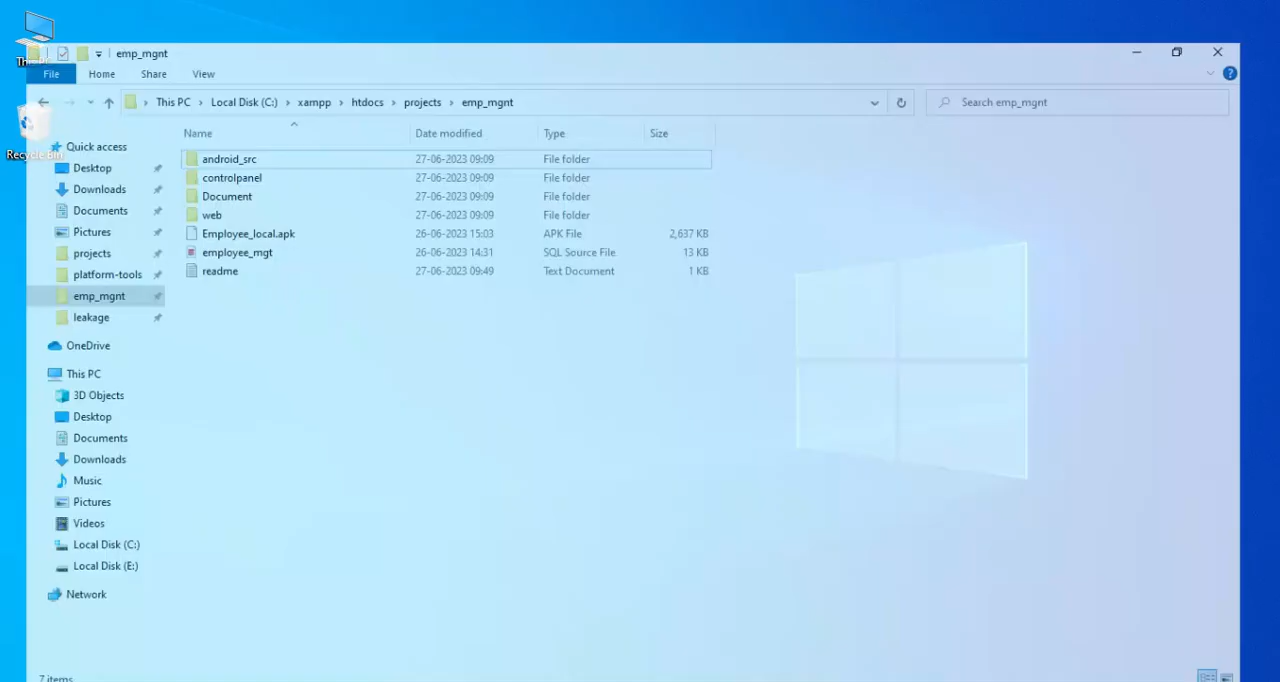 This PC
Recycle Bin
emp_mgnt
File Home Share View
This PC Local Disk (C:) xampp htdocs projects emp_mgnt
Search emp_mgnt
Quick access
Desktop
Downloads
Documents
Pictures
projects
platform-tools
emp_mgnt
leakage
OneDrive
This PC
3D Objects
Desktop
Documents
Downloads
Music
Pictures
Videos
Local Disk (C:)
Local Disk (E:)
Network
Name Date modified Type Size
android_src 27-06-2023 09:09 File folder
controlpanel 27-06-2023 09:09 File folder
Document 27-06-2023 09:09 File folder
web 27-06-2023 09:09 File folder
Employee_local.apk 26-06-2023 15:03 APK File 2,637 KB
employee_mgt 26-06-2023 14:31 SQL Source File 13 KB
readme 27-06-2023 09:49 Text Document 1 KB
7 items